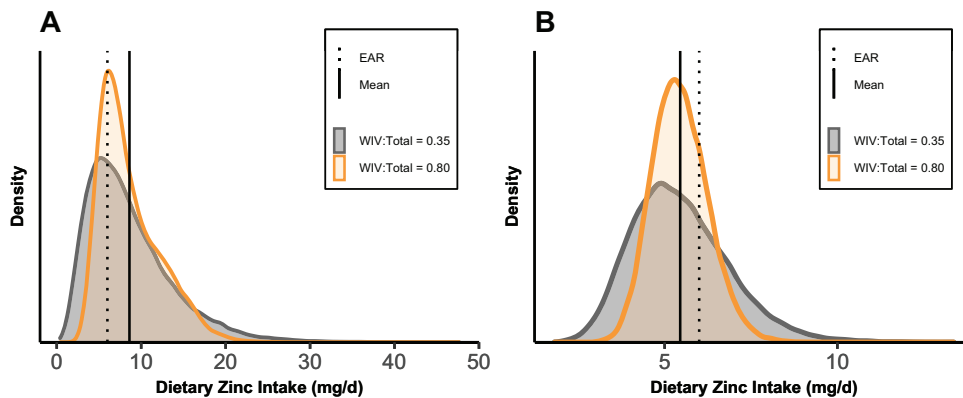 A
EAR
Mean
WIV:Total = 0.35
WIV:Total = 0.80
Density
0 10 20 30 40 50
Dietary Zinc Intake (mg/d)
B
EAR
Mean
WIV:Total = 0.35
WIV:Total = 0.80
Density
5 10
Dietary Zinc Intake (mg/d)